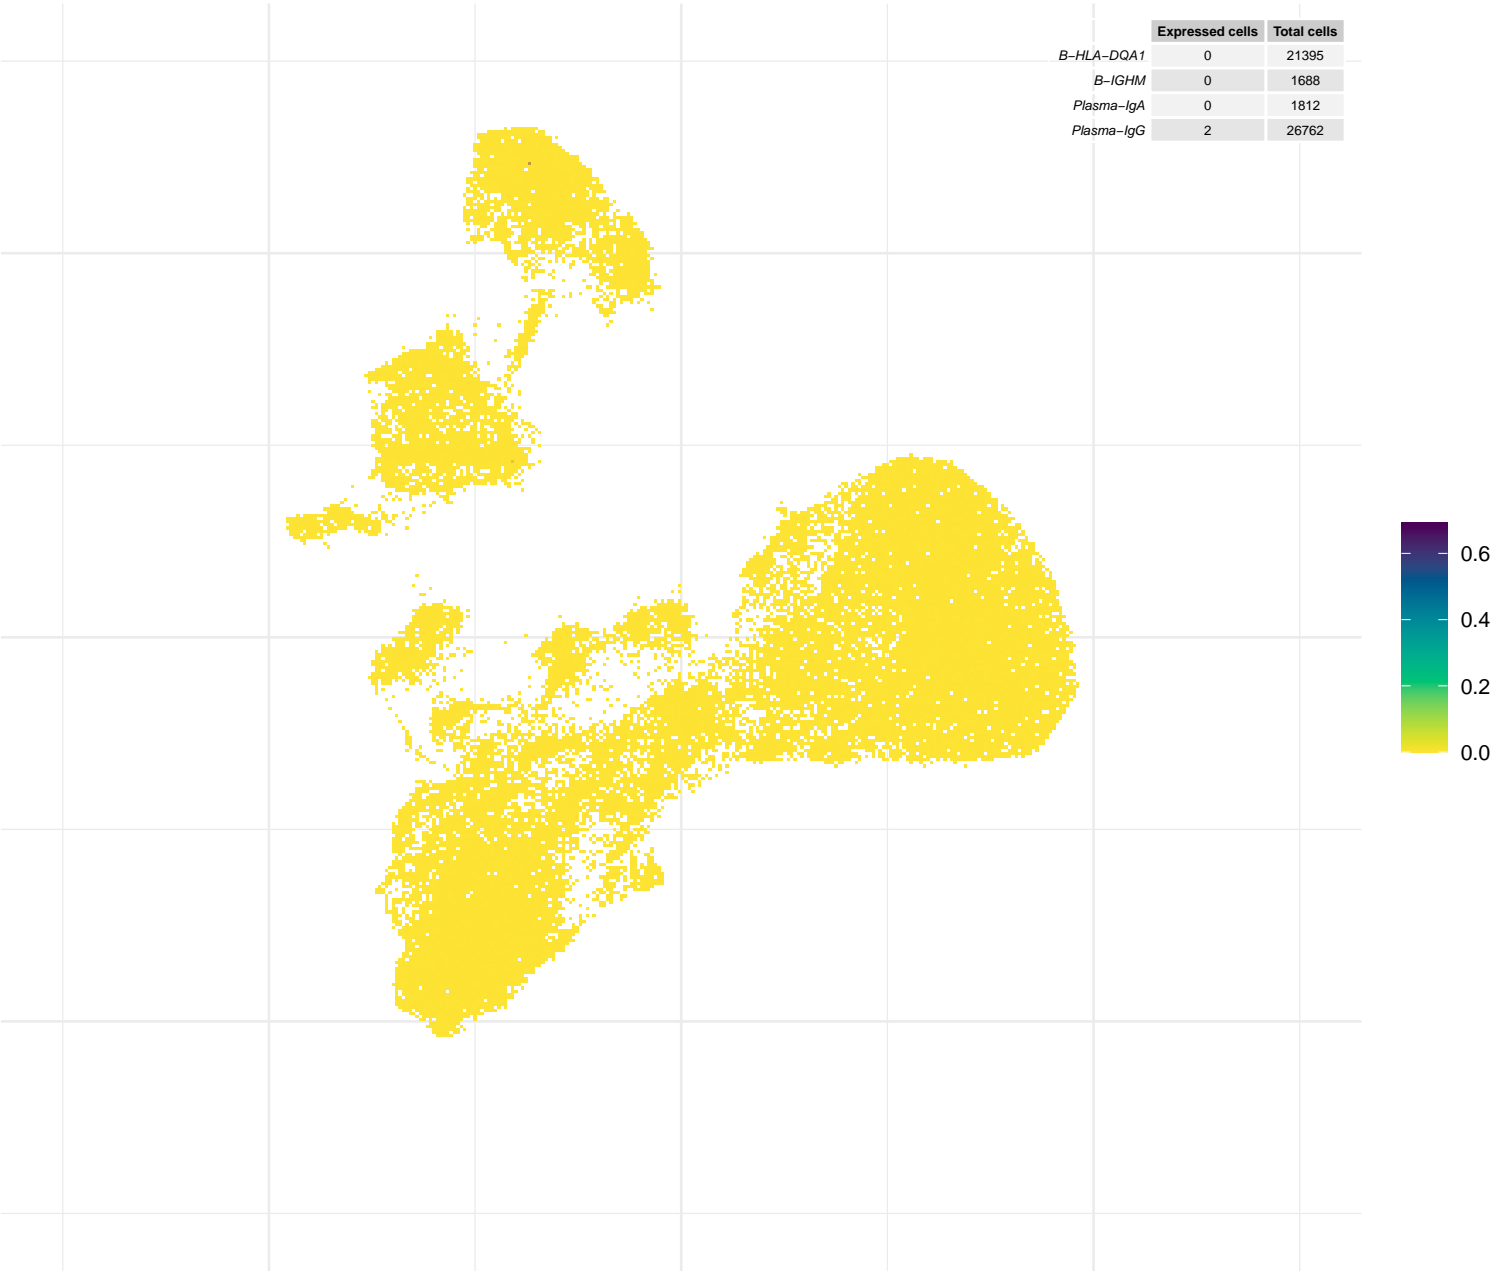 Expressed cells Total cells
B−HLA−DQA1 0 21395
B−IGHM 0 1688
Plasma−IgA 0 1812
Plasma−IgG 2 26762
0.6
0.4
0.2
0.0